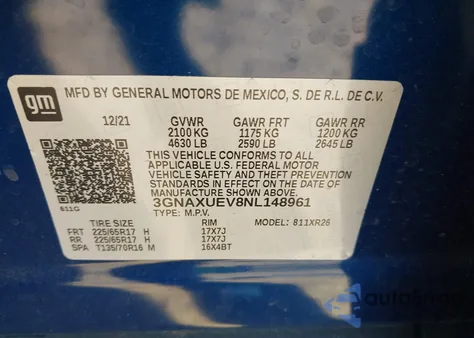 gm
MFD BY GENERAL MOTORS DE MEXICO, S. DE R.L. DE C.V.
12/21 GVWR GAWR FRT GAWR RR
2100 KG 1175 KG 1200 KG
4630 LB 2590 LB 2645 LB
THIS VEHICLE CONFORMS TO ALL
APPLICABLE U.S. FEDERAL MOTOR
VEHICLE SAFETY AND THEFT PREVENTION
STANDARDS IN EFFECT ON THE DATE OF
MANUFACTURE SHOWN ABOVE.
611G
3GNAXUEV8NL148961
TYPE: M.P.V. MODEL: 811XR26
TIRE SIZE RIM
FRT 225/65R17 H 17X7J
RR 225/65R17 H 17X7J
SPA T135/70R16 M 16X4BT